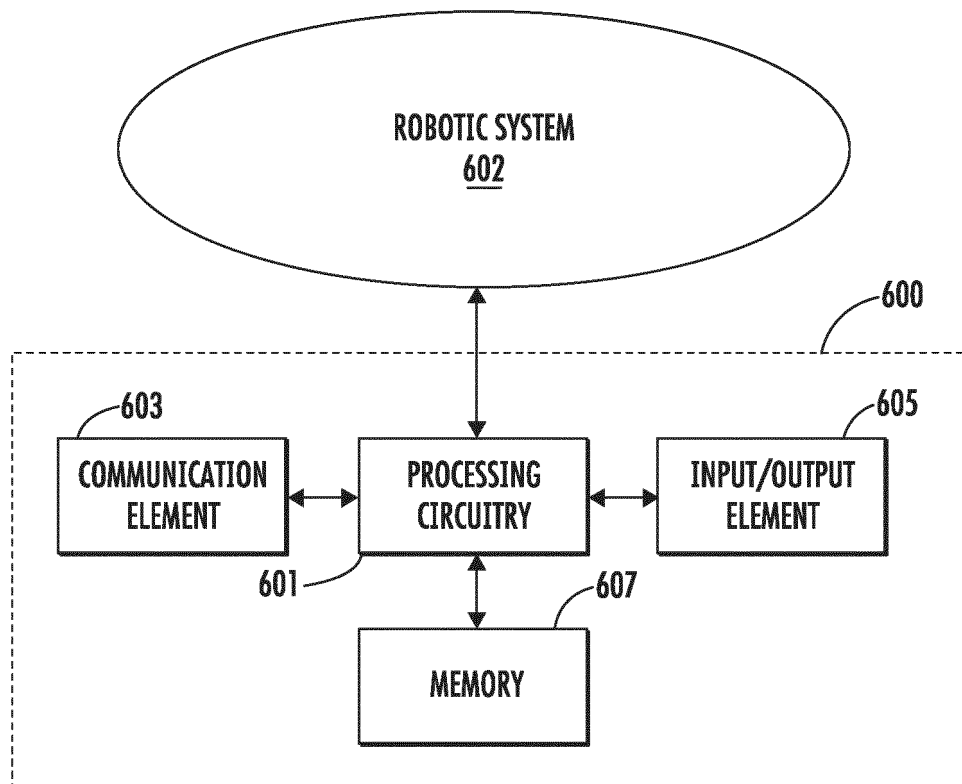 ROBOTIC SYSTEM
602
600
603
605
COMMUNICATION
ELEMENT
PROCESSING
CIRCUITRY
INPUT/OUTPUT
ELEMENT
601
607
MEMORY